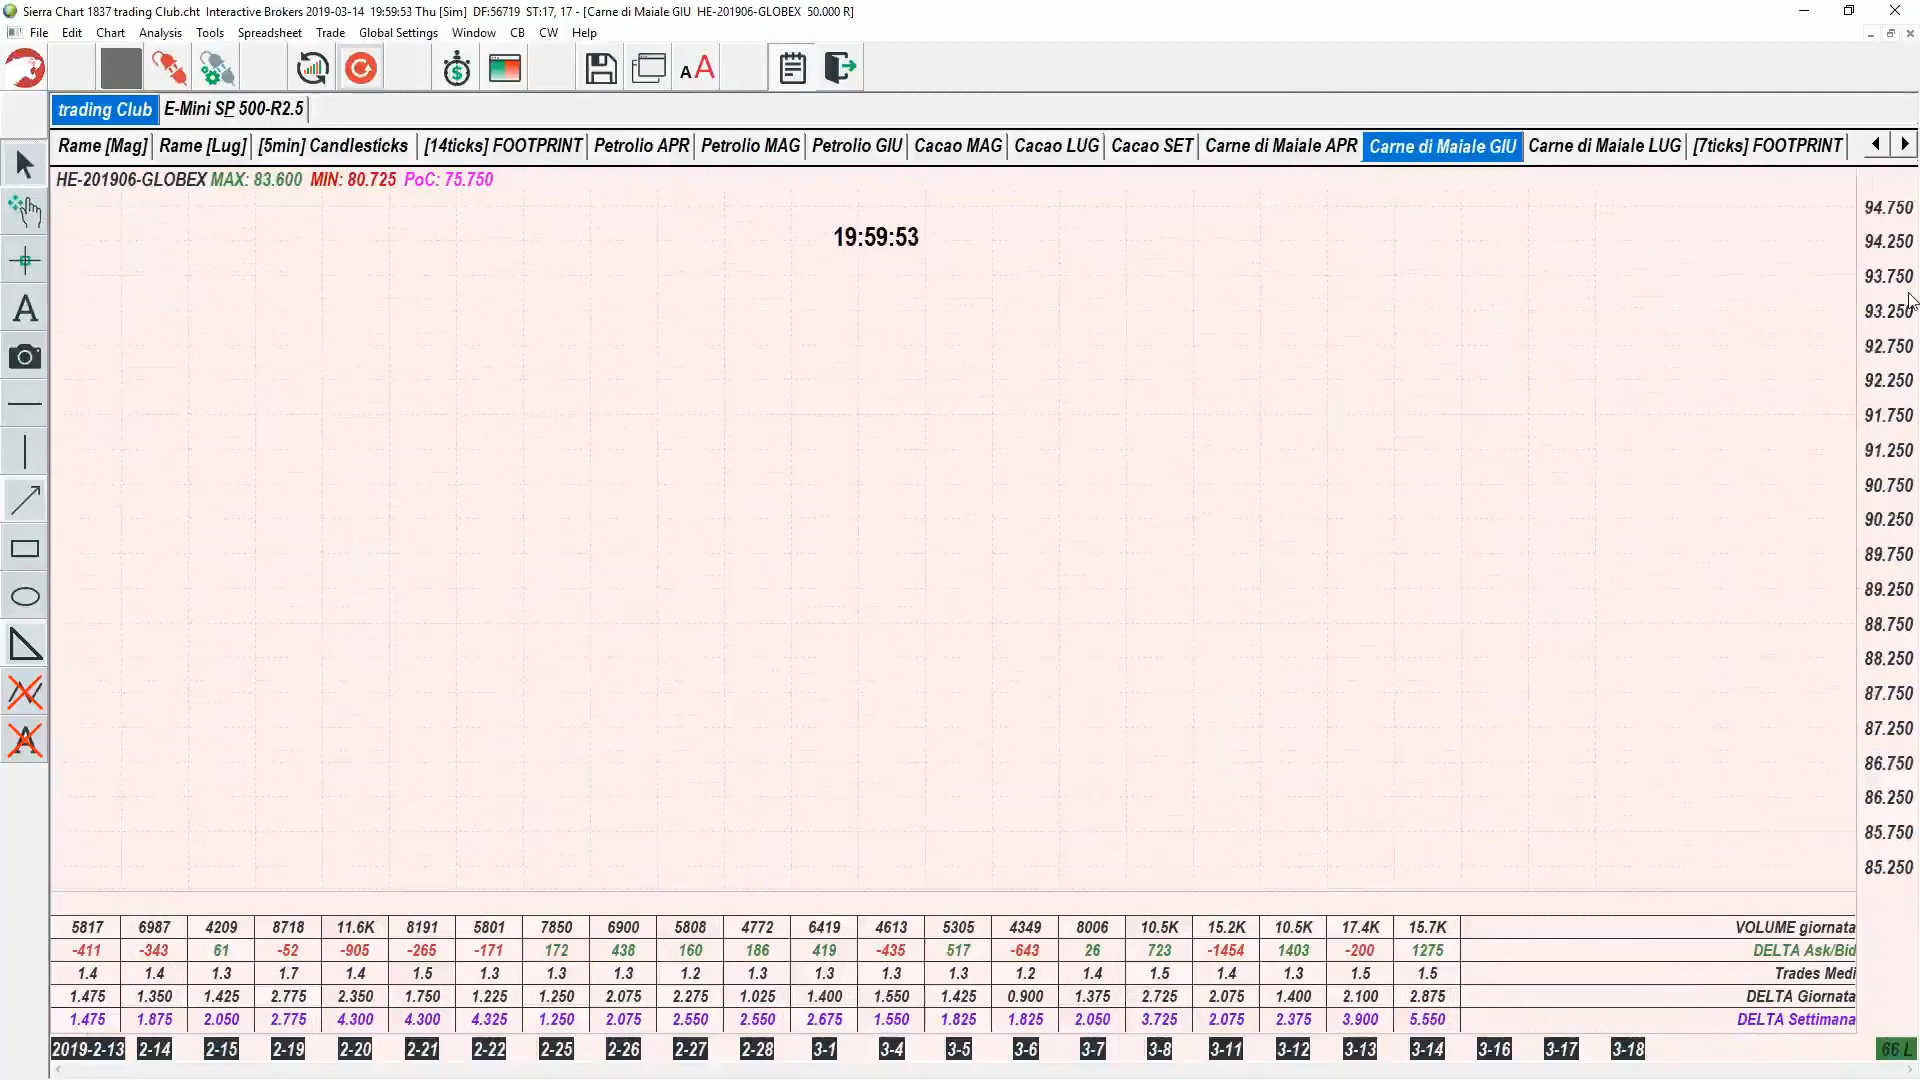 Sierra Chart 1837 trading Club.cht  Interactive Brokers 2019-03-14  19:59:53 Thu [Sim]  DF:56719  ST:17, 17 - [Carne di Maiale GIU  HE-201906-GLOBEX  50.000 R]
File Edit Chart Analysis Tools Spreadsheet Trade Global Settings Window CB CW Help
A A
trading Club E-Mini SP 500-R2.5
Rame [Mag] Rame [Lug] [5min] Candlesticks [14ticks] FOOTPRINT Petrolio APR Petrolio MAG Petrolio GIU Cacao MAG Cacao LUG Cacao SET Carne di Maiale APR Carne di Maiale GIU Carne di Maiale LUG [7ticks] FOOTPRINT
HE-201906-GLOBEX MAX: 83.600 MIN: 80.725 PoC: 75.750
19:59:53
94.750
94.250
93.750
93.250
92.750
92.250
91.750
91.250
90.750
90.250
89.750
89.250
88.750
88.250
87.750
87.250
86.750
86.250
85.750
85.250
A
A
5817 6987 4209 8718 11.6K 8191 5801 7850 6900 5808 4772 6419 4613 5305 4349 8006 10.5K 15.2K 10.5K 17.4K 15.7K VOLUME giornata
-411 -343 61 -52 -905 -265 -171 172 438 160 186 419 -435 517 -643 26 723 -1454 1403 -200 1275 DELTA Ask/Bid
1.4 1.4 1.3 1.7 1.4 1.5 1.3 1.3 1.3 1.2 1.3 1.3 1.3 1.3 1.2 1.4 1.5 1.4 1.3 1.5 1.5 Trades Medi
1.475 1.350 1.425 2.775 2.350 1.750 1.225 1.250 2.075 2.275 1.025 1.400 1.550 1.425 0.900 1.375 2.725 2.075 1.400 2.100 2.875 DELTA Giornata
1.475 1.875 2.050 2.775 4.300 4.300 4.325 1.250 2.075 2.550 2.550 2.675 1.550 1.825 1.825 2.050 3.725 2.075 2.375 3.900 5.550 DELTA Settimana
2019-2-13 2-14 2-15 2-19 2-20 2-21 2-22 2-25 2-26 2-27 2-28 3-1 3-4 3-5 3-6 3-7 3-8 3-11 3-12 3-13 3-14 3-16 3-17 3-18 66 L